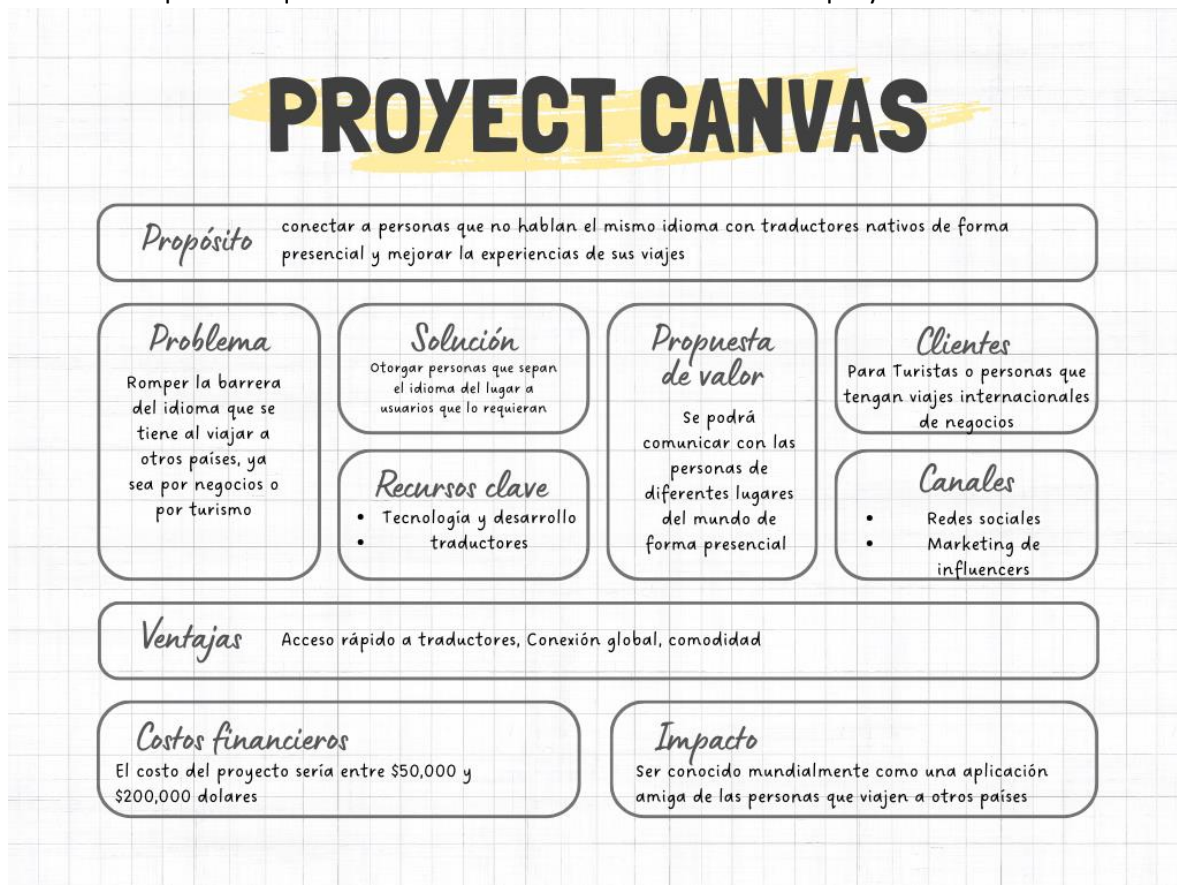 PROYECT CANVAS
Propósito
conectar a personas que no hablan el mismo idioma con traductores nativos de forma
presencial y mejorar la experiencias de sus viajes
Problema
Romper la barrera
del idioma que se
tiene al viajar a
otros países, ya
sea por negocios o
por turismo
Solución
Otorgar personas que sepan
el idioma del lugar a
usuarios que lo requieran
Recursos clave
• Tecnología y desarrollo
• traductores
Propuesta
de valor
Se podrá
comunicar con las
personas de
diferentes lugares
del mundo de
forma presencial
Clientes
Para Turistas o personas que
tengan viajes internacionales
de negocios
Canales
• Redes sociales
• Marketing de
influencers
Ventajas
Acceso rápido a traductores, Conexión global, comodidad
Costos financieros
El costo del proyecto sería entre $50,000 y
$200,000 dolares
Impacto
Ser conocido mundialmente como una aplicación
amiga de las personas que viajen a otros países